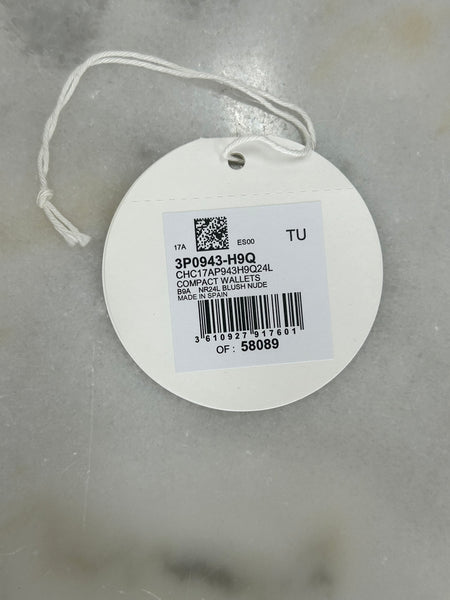 17A ES00 TU
3P0943-H9Q
CHC17AP943H9Q24L
COMPACT WALLETS
B9A NR24L BLUSH NUDE
MADE IN SPAIN
3 610927 917601
OF : 58089